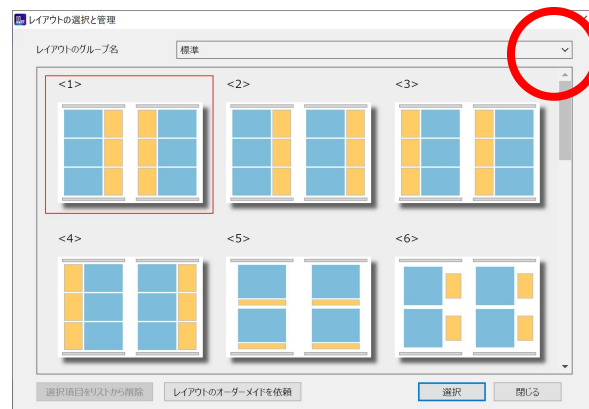 レイアウトの選択と管理
レイアウトのグループ名
標準
<1>
<2>
<3>
<4>
<5>
<6>
選択項目をリストから削除
レイアウトのオーダーメイドを依頼
選択
閉じる